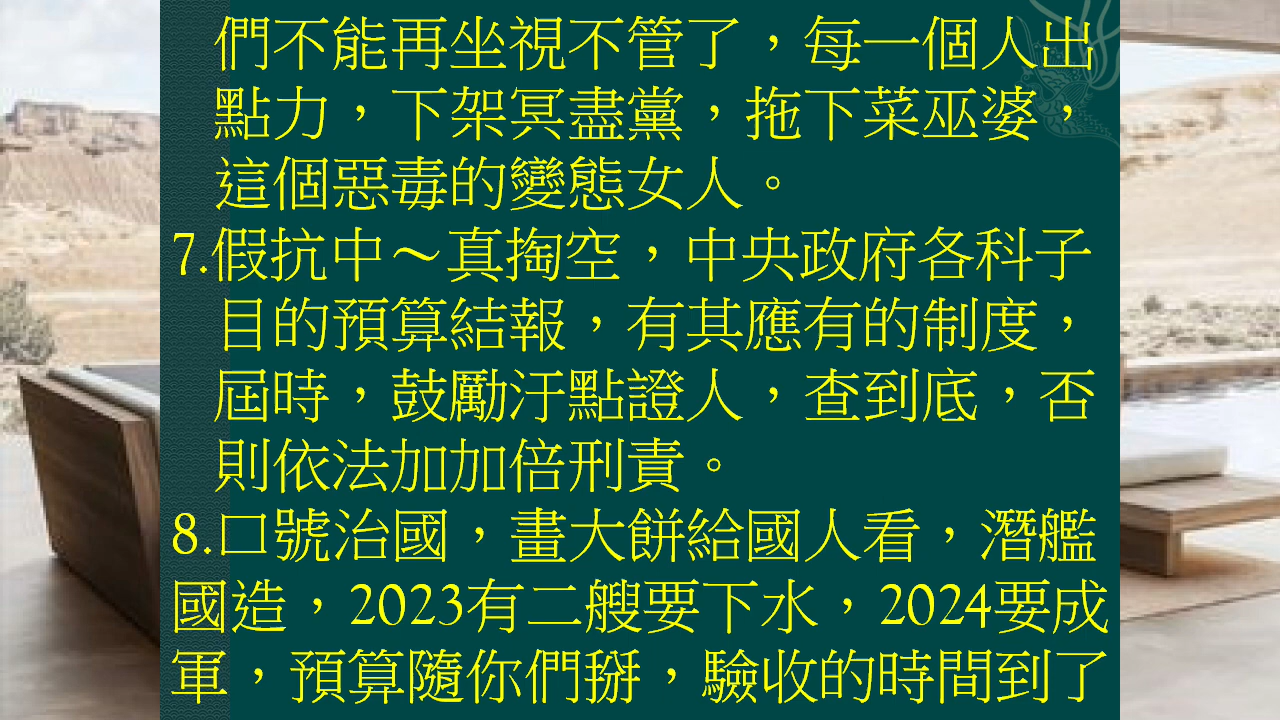 們不能再坐視不管了，每一個人出
點力，下架冥盡黨，拖下菜巫婆，
這個惡毒的變態女人。
7.假抗中～真掏空，中央政府各科子
目的預算結報，有其應有的制度，
屆時，鼓勵汙點證人，查到底，否
則依法加加倍刑責。
8.口號治國，畫大餅給國人看，潛艦
國造，2023有二艘要下水，2024要成
軍，預算隨你們掰，驗收的時間到了